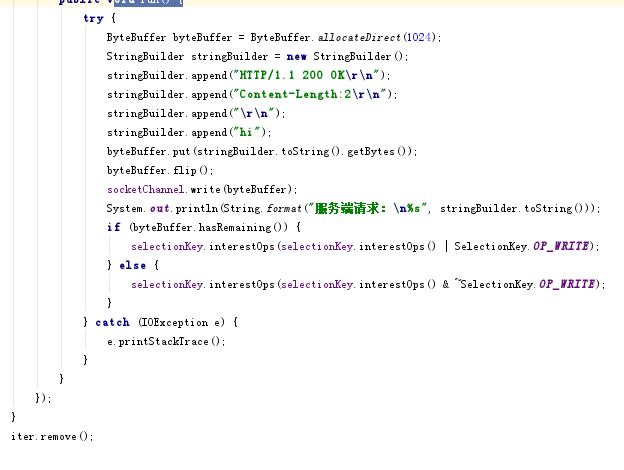 public void run() {
try {
ByteBuffer byteBuffer = ByteBuffer.allocateDirect(1024);
StringBuilder stringBuilder = new StringBuilder();
stringBuilder.append("HTTP/1.1 200 OK\r\n");
stringBuilder.append("Content-Length:2\r\n");
stringBuilder.append("\r\n");
stringBuilder.append("hi");
byteBuffer.put(stringBuilder.toString().getBytes());
byteBuffer.flip();
socketChannel.write(byteBuffer);
System.out.println(String.format("服务端请求：\n%s", stringBuilder.toString()));
if (byteBuffer.hasRemaining()) {
selectionKey.interestOps(selectionKey.interestOps() | SelectionKey.OP_WRITE);
} else {
selectionKey.interestOps(selectionKey.interestOps() & ~SelectionKey.OP_WRITE);
}
} catch (IOException e) {
e.printStackTrace();
}
}
});
}
iter.remove();